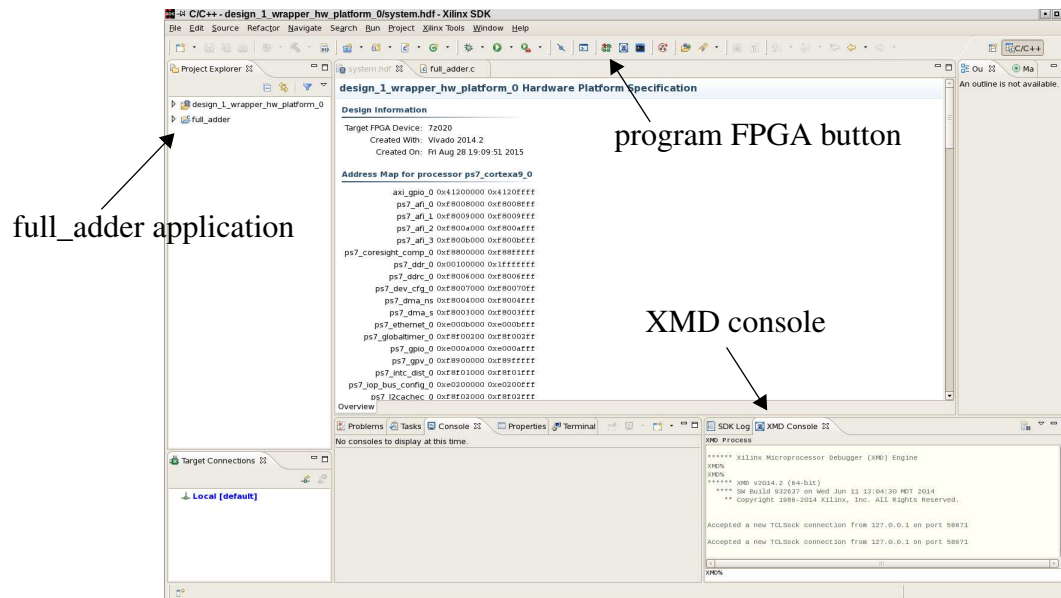 C/C++ - design_1_wrapper_hw_platform_0/system.hdf - Xilinx SDK
File Edit Source Refactor Navigate Search Run Project Xilinx Tools Window Help
C/C++
Project Explorer
system.hdf
full_adder.c
Ou
Ma
design_1_wrapper_hw_platform_0
full_adder
design_1_wrapper_hw_platform_0 Hardware Platform Specification
An outline is not available.
Design Information
Target FPGA Device: 7z020
Created With: Vivado 2014.2
Created On: Fri Aug 28 19:09:51 2015
program FPGA button
Address Map for processor ps7_cortexa9_0
full_adder application
axi_gpio_0 0x41200000 0x4120ffff
ps7_afi_0 0xf8008000 0xf8008fff
ps7_afi_1 0xf8009000 0xf8009fff
ps7_afi_2 0xf800a000 0xf800afff
ps7_afi_3 0xf800b000 0xf800bfff
ps7_coresight_comp_0 0xf8800000 0xf88fffff
ps7_ddr_0 0x00100000 0x1fffffff
ps7_ddrc_0 0xf8006000 0xf8006fff
ps7_dev_cfg_0 0xf8007000 0xf80070ff
ps7_dma_ns 0xf8004000 0xf8004fff
ps7_dma_s 0xf8003000 0xf8003fff
ps7_ethernet_0 0xe000b000 0xe000bfff
ps7_globaltimer_0 0xf8f00200 0xf8f002ff
ps7_gpio_0 0xe000a000 0xe000afff
ps7_gpv_0 0xf8900000 0xf89fffff
ps7_intc_dist_0 0xf8f01000 0xf8f01fff
ps7_iop_bus_config_0 0xe0200000 0xe0200fff
ps7_l2cachec_0 0xf8f02000 0xf8f02fff
XMD console
Overview
Problems Tasks Console Properties Terminal
No consoles to display at this time.
SDK Log XMD Console
XMD Process
****** Xilinx Microprocessor Debugger (XMD) Engine
XMD%
XMD%
****** XMD v2014.2 (64-bit)
**** SW Build 932637 on Wed Jun 11 13:04:30 MDT 2014
** Copyright 1986-2014 Xilinx, Inc. All Rights Reserved.
Accepted a new TCLSock connection from 127.0.0.1 on port 50671
Accepted a new TCLSock connection from 127.0.0.1 on port 50671
XMD%
Target Connections
Local [default]